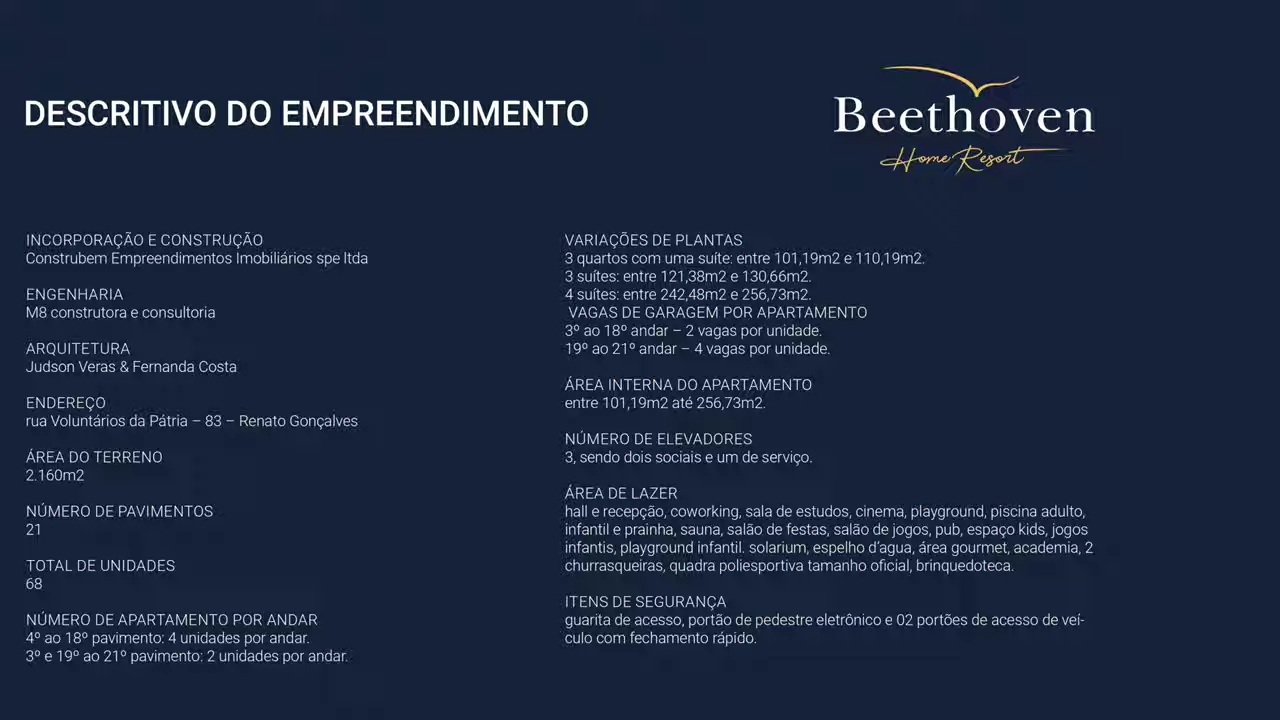 DESCRITIVO DO EMPREENDIMENTO
Beethoven
Home Resort
INCORPORAÇÃO E CONSTRUÇÃO
Construbem Empreendimentos Imobiliários spe ltda
ENGENHARIA
M8 construtora e consultoria
ARQUITETURA
Judson Veras & Fernanda Costa
ENDEREÇO
rua Voluntários da Pátria – 83 – Renato Gonçalves
ÁREA DO TERRENO
2.160m2
NÚMERO DE PAVIMENTOS
21
TOTAL DE UNIDADES
68
NÚMERO DE APARTAMENTO POR ANDAR
4º ao 18º pavimento: 4 unidades por andar.
3º e 19º ao 21º pavimento: 2 unidades por andar.
VARIAÇÕES DE PLANTAS
3 quartos com uma suíte: entre 101,19m2 e 110,19m2.
3 suítes: entre 121,38m2 e 130,66m2.
4 suítes: entre 242,48m2 e 256,73m2.
VAGAS DE GARAGEM POR APARTAMENTO
3º ao 18º andar – 2 vagas por unidade.
19º ao 21º andar – 4 vagas por unidade.
ÁREA INTERNA DO APARTAMENTO
entre 101,19m2 até 256,73m2.
NÚMERO DE ELEVADORES
3, sendo dois sociais e um de serviço.
ÁREA DE LAZER
hall e recepção, coworking, sala de estudos, cinema, playground, piscina adulto,
infantil e prainha, sauna, salão de festas, salão de jogos, pub, espaço kids, jogos
infantis, playground infantil. solarium, espelho d’agua, área gourmet, academia, 2
churrasqueiras, quadra poliesportiva tamanho oficial, brinquedoteca.
ITENS DE SEGURANÇA
guarita de acesso, portão de pedestre eletrônico e 02 portões de acesso de veí-
culo com fechamento rápido.